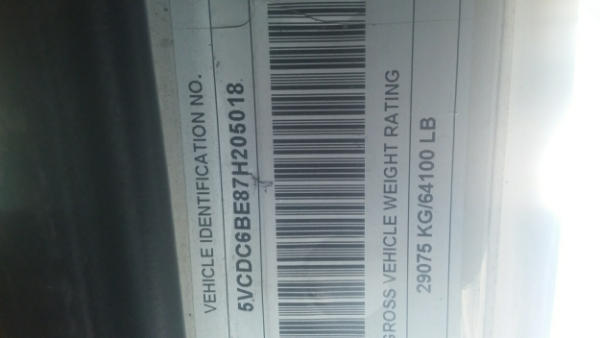 VEHICLE IDENTIFICATION NO.
5VCDC6BE87H205018
GROSS VEHICLE WEIGHT RATING
29075 KG/64100 LB